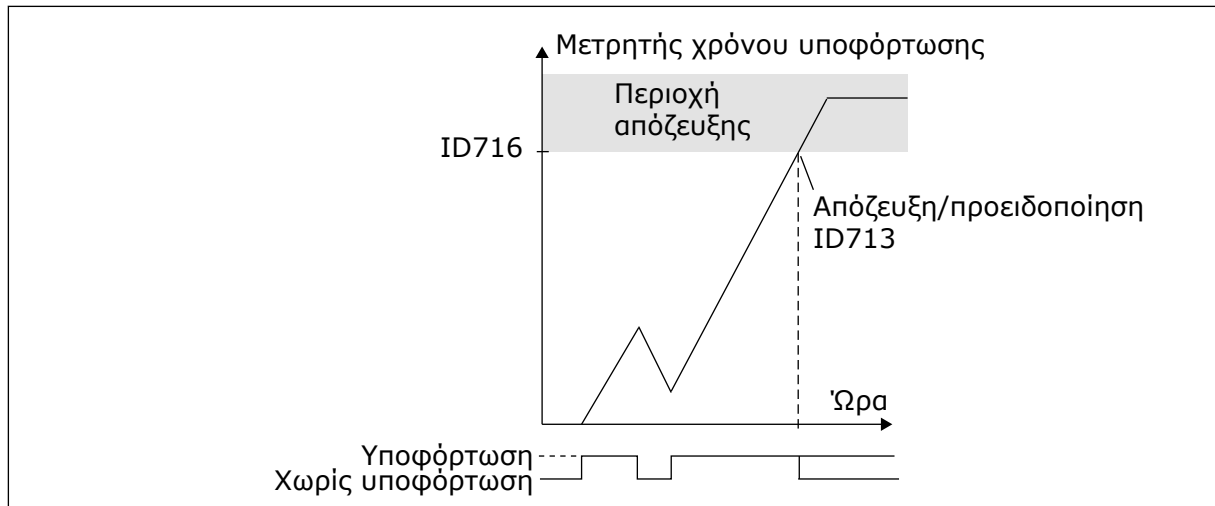 Μετρητής χρόνου υποφόρτωσης
Περιοχή
απόζευξης
ID716
Απόζευξη/προειδοποίηση
ID713
Ώρα
Υποφόρτωση
Χωρίς υποφόρτωση